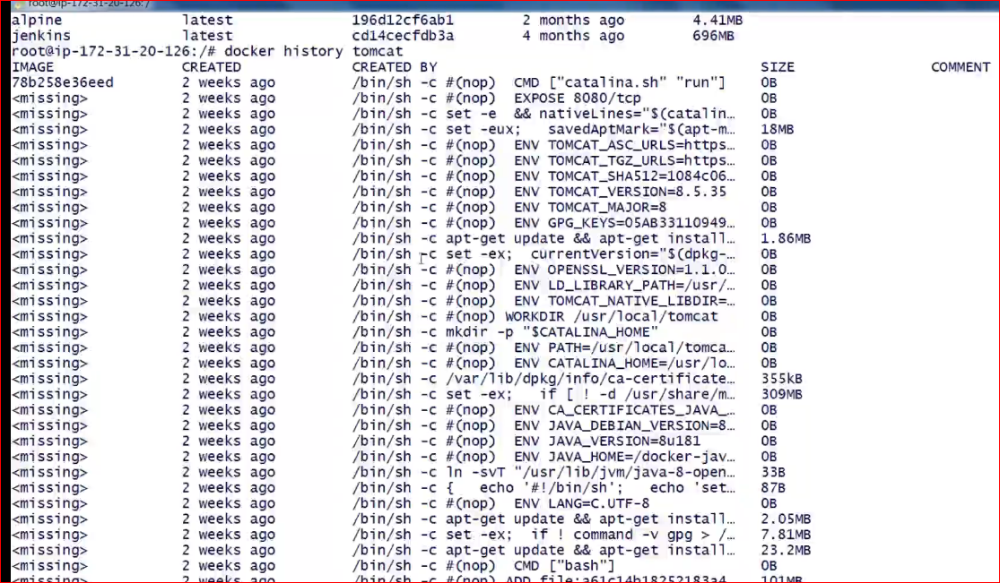 root@ip-172-31-20-126: /
alpine latest 196d12cf6ab1 2 months ago 4.41MB
jenkins latest cd14cecfdb3a 4 months ago 696MB
root@ip-172-31-20-126:/# docker history tomcat
IMAGE CREATED CREATED BY SIZE COMMENT
78b258e36eed 2 weeks ago /bin/sh -c #(nop) CMD ["catalina.sh" "run"] 0B
<missing> 2 weeks ago /bin/sh -c #(nop) EXPOSE 8080/tcp 0B
<missing> 2 weeks ago /bin/sh -c set -e && nativeLines="$(catalin… 0B
<missing> 2 weeks ago /bin/sh -c set -eux; savedAptMark="$(apt-m… 18MB
<missing> 2 weeks ago /bin/sh -c #(nop) ENV TOMCAT_ASC_URLS=https… 0B
<missing> 2 weeks ago /bin/sh -c #(nop) ENV TOMCAT_TGZ_URLS=https… 0B
<missing> 2 weeks ago /bin/sh -c #(nop) ENV TOMCAT_SHA512=1084c06… 0B
<missing> 2 weeks ago /bin/sh -c #(nop) ENV TOMCAT_VERSION=8.5.35 0B
<missing> 2 weeks ago /bin/sh -c #(nop) ENV TOMCAT_MAJOR=8 0B
<missing> 2 weeks ago /bin/sh -c #(nop) ENV GPG_KEYS=05AB33110949… 0B
<missing> 2 weeks ago /bin/sh -c apt-get update && apt-get install… 1.86MB
<missing> 2 weeks ago /bin/sh -c set -ex; currentVersion="$(dpkg-… 0B
<missing> 2 weeks ago /bin/sh -c #(nop) ENV OPENSSL_VERSION=1.1.0… 0B
<missing> 2 weeks ago /bin/sh -c #(nop) ENV LD_LIBRARY_PATH=/usr/… 0B
<missing> 2 weeks ago /bin/sh -c #(nop) ENV TOMCAT_NATIVE_LIBDIR=… 0B
<missing> 2 weeks ago /bin/sh -c #(nop) WORKDIR /usr/local/tomcat 0B
<missing> 2 weeks ago /bin/sh -c mkdir -p "$CATALINA_HOME" 0B
<missing> 2 weeks ago /bin/sh -c #(nop) ENV PATH=/usr/local/tomca… 0B
<missing> 2 weeks ago /bin/sh -c #(nop) ENV CATALINA_HOME=/usr/lo… 0B
<missing> 2 weeks ago /bin/sh -c /var/lib/dpkg/info/ca-certificate… 355kB
<missing> 2 weeks ago /bin/sh -c set -ex; if [ ! -d /usr/share/m… 309MB
<missing> 2 weeks ago /bin/sh -c #(nop) ENV CA_CERTIFICATES_JAVA_… 0B
<missing> 2 weeks ago /bin/sh -c #(nop) ENV JAVA_DEBIAN_VERSION=8… 0B
<missing> 2 weeks ago /bin/sh -c #(nop) ENV JAVA_VERSION=8u181 0B
<missing> 2 weeks ago /bin/sh -c #(nop) ENV JAVA_HOME=/docker-jav… 0B
<missing> 2 weeks ago /bin/sh -c ln -svT "/usr/lib/jvm/java-8-open… 33B
<missing> 2 weeks ago /bin/sh -c { echo '#!/bin/sh'; echo 'set… 87B
<missing> 2 weeks ago /bin/sh -c #(nop) ENV LANG=C.UTF-8 0B
<missing> 2 weeks ago /bin/sh -c apt-get update && apt-get install… 2.05MB
<missing> 2 weeks ago /bin/sh -c set -ex; if ! command -v gpg > /… 7.81MB
<missing> 2 weeks ago /bin/sh -c apt-get update && apt-get install… 23.2MB
<missing> 2 weeks ago /bin/sh -c #(nop) CMD ["bash"] 0B
<missing> 2 weeks ago /bin/sh -c #(nop) ADD file:a61c14b18252183a4… 101MB